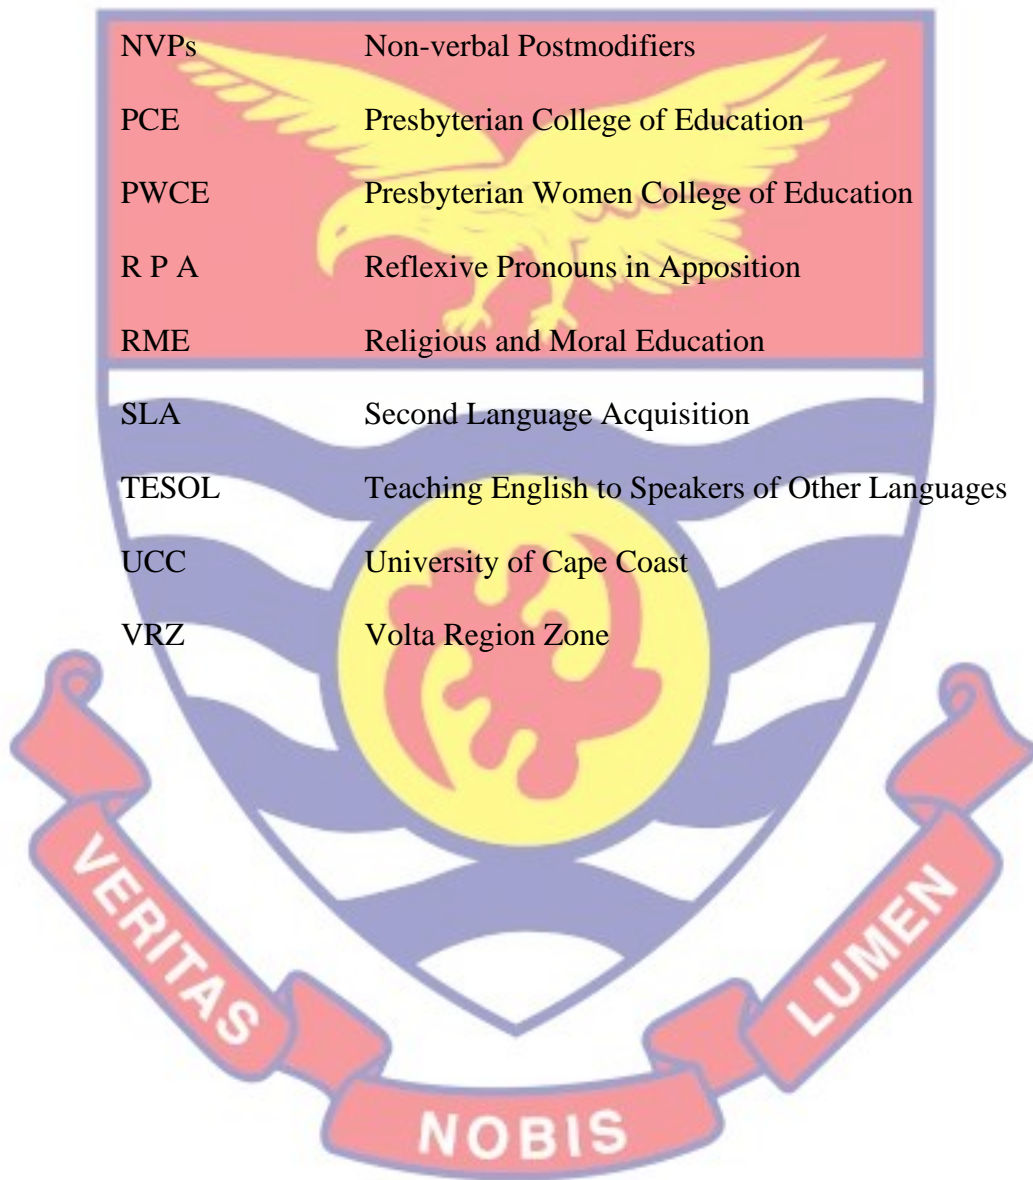 NVPs Non-verbal Postmodifiers
PCE Presbyterian College of Education
PWCE Presbyterian Women College of Education
R P A Reflexive Pronouns in Apposition
RME Religious and Moral Education
SLA Second Language Acquisition
TESOL Teaching English to Speakers of Other Languages
UCC University of Cape Coast
VRZ Volta Region Zone
VERITAS NOBIS LUMEN